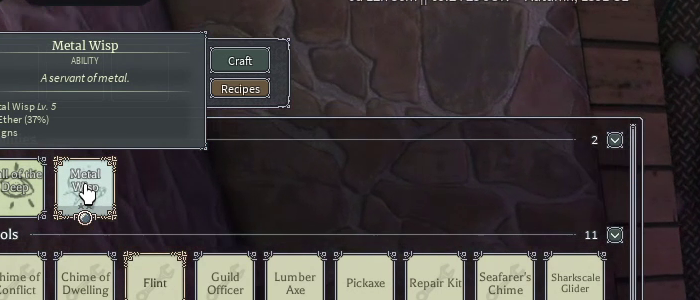 Metal Wisp
ABILITY
A servant of metal.
tal Wisp Lv. 5
Ether (37%)
igns
Craft
Recipes
2
ll of the
Deep
Metal
Wisp
ols
11
hime of
onflict
Chime of
Dwelling
Flint
Guild
Officer
Lumber
Axe
Pickaxe
Repair Kit
Seafarer's
Chime
Sharkscale
Glider